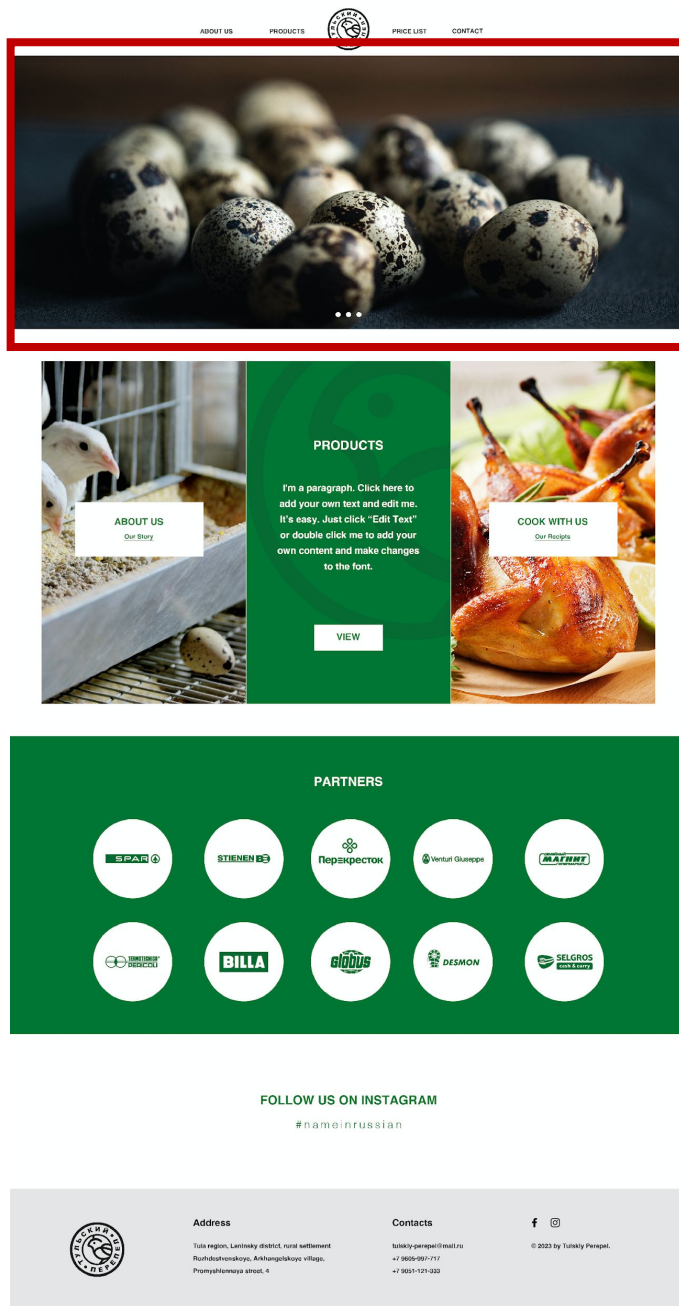 ABOUT US
PRODUCTS
PRICE LIST
CONTACT
PRODUCTS
I'm a paragraph. Click here to
add your own text and edit me.
It's easy. Just click “Edit Text”
or double click me to add your
own content and make changes
to the font.
VIEW
ABOUT US
Our Story
COOK WITH US
Our Recipts
PARTNERS
SPAR
STIENEN BE
Перекресток
Venturi Giuseppe
МАГНИТ
TERMOTECNICA
PERICOLI
BILLA
Globus
DESMON
SELGROS
cash & carry
FOLLOW US ON INSTAGRAM
#nameinrussian
ТУЛЬСКИЙ ПЕРЕПЕЛ
Address
Tula region, Leninsky district, rural settlement
Rozhdestvenskoye, Arkhangelskoye village,
Promyshlennaya street, 4
Contacts
tulskiy-perepel@mail.ru
+7 9605-997-717
+7 9051-121-333
© 2023 by Tulskiy Perepel.